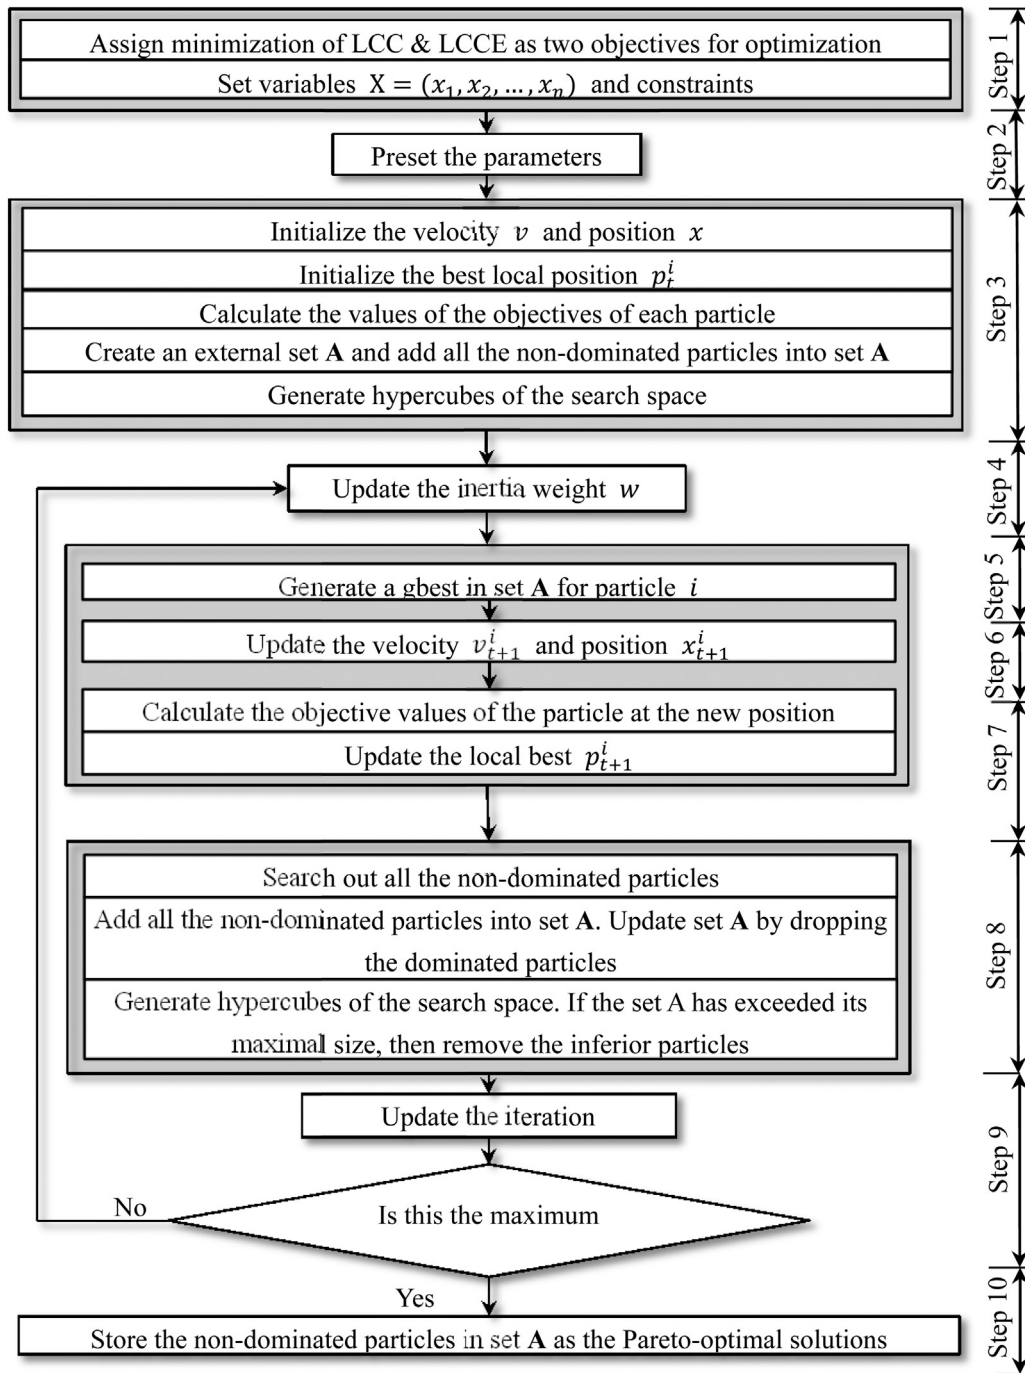 Assign minimization of LCC & LCCE as two objectives for optimization
Set variables X = (x₁, x₂, ..., xₙ) and constraints
Step 1
Preset the parameters
Step 2
Initialize the velocity v and position x
Initialize the best local position pₜⁱ
Calculate the values of the objectives of each particle
Create an external set A and add all the non-dominated particles into set A
Generate hypercubes of the search space
Step 3
Update the inertia weight w
Step 4
Generate a gbest in set A for particle i
Step 5
Update the velocity vₜ₊₁ⁱ and position xₜ₊₁ⁱ
Step 6
Calculate the objective values of the particle at the new position
Update the local best pₜ₊₁ⁱ
Step 7
Search out all the non-dominated particles
Add all the non-dominated particles into set A. Update set A by dropping
the dominated particles
Generate hypercubes of the search space. If the set A has exceeded its
maximal size, then remove the inferior particles
Step 8
Update the iteration
Is this the maximum
No
Step 9
Yes
Store the non-dominated particles in set A as the Pareto-optimal solutions
Step 10